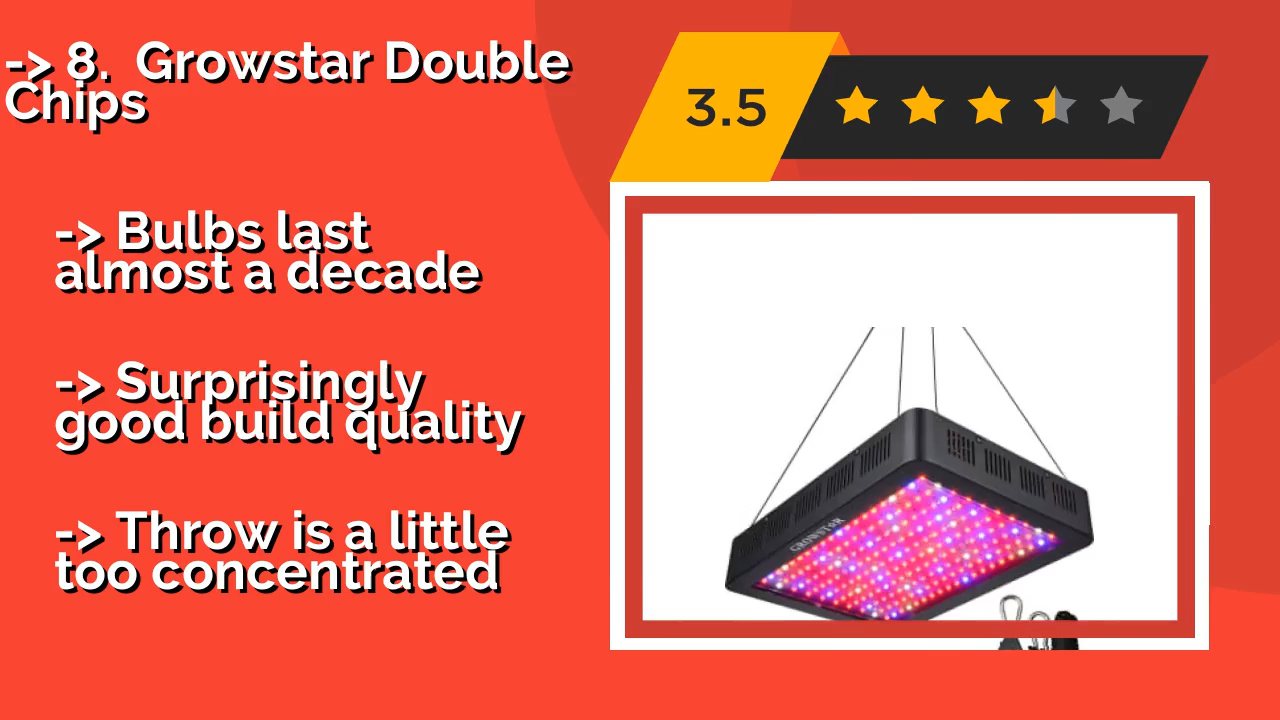 -> 8.  Growstar Double
Chips
3.5
-> Bulbs last
almost a decade
-> Surprisingly
good build quality
-> Throw is a little
too concentrated
GROWSTAR